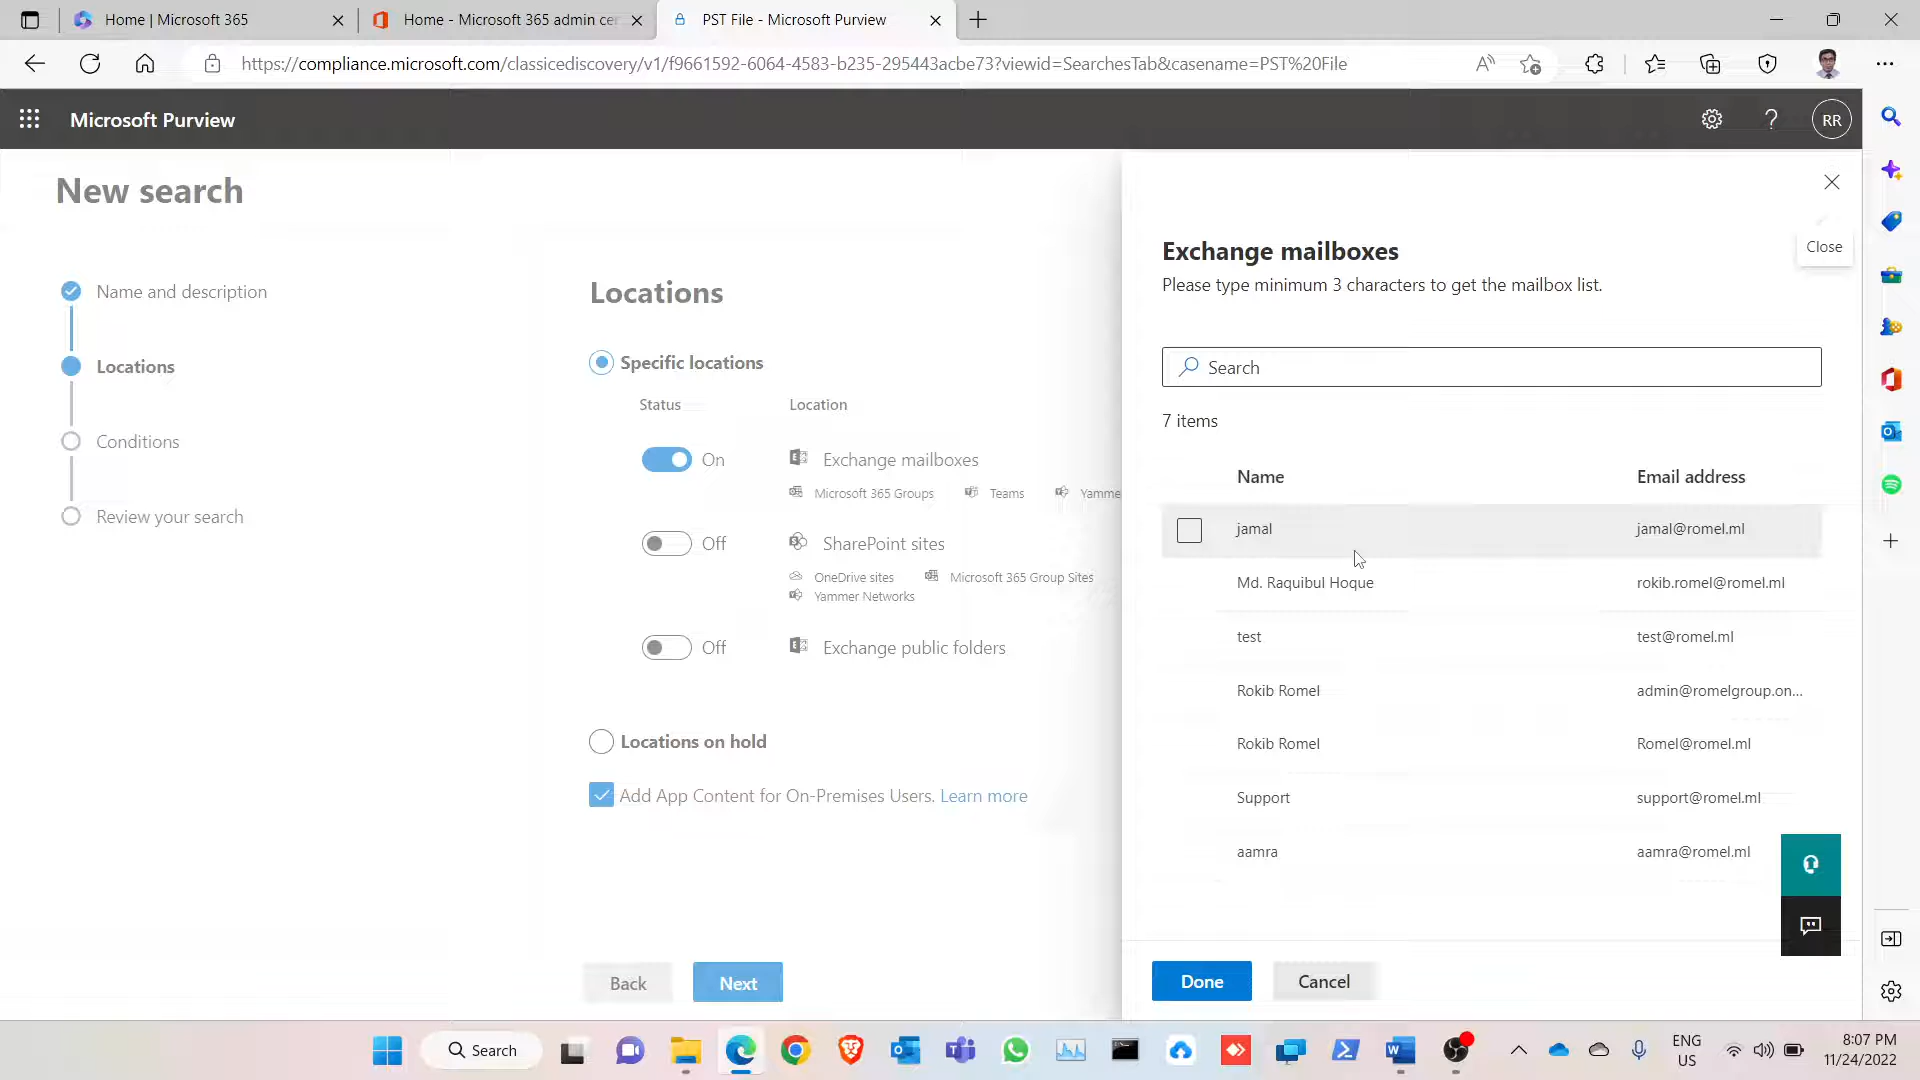 Home | Microsoft 365
Home - Microsoft 365 admin cer
PST File - Microsoft Purview
https://compliance.microsoft.com/classicediscovery/v1/f9661592-6064-4583-b235-295443acbe73?viewid=SearchesTab&casename=PST%20File
Microsoft Purview
RR
New search
Close
Exchange mailboxes
Please type minimum 3 characters to get the mailbox list.
Name and description
Locations
Conditions
Review your search
Locations
Specific locations
Status Location
On Exchange mailboxes
Microsoft 365 Groups Teams Yamme
Off SharePoint sites
OneDrive sites Microsoft 365 Group Sites
Yammer Networks
Off Exchange public folders
Locations on hold
Add App Content for On-Premises Users. Learn more
Back Next
Search
7 items
Name Email address
jamal jamal@romel.ml
Md. Raquibul Hoque rokib.romel@romel.ml
test test@romel.ml
Rokib Romel admin@romelgroup.on...
Rokib Romel Romel@romel.ml
Support support@romel.ml
aamra aamra@romel.ml
Done Cancel
Search
ENG
US
8:07 PM
11/24/2022